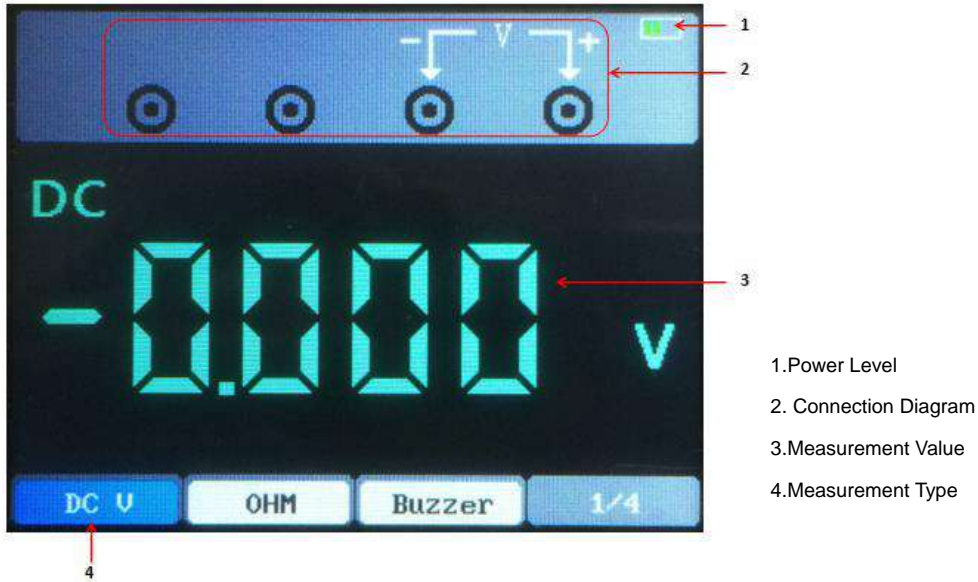 - V +
1
2
DC
-0.000
3
V
DC V OHM Buzzer 1/4
4
1.Power Level
2. Connection Diagram
3.Measurement Value
4.Measurement Type